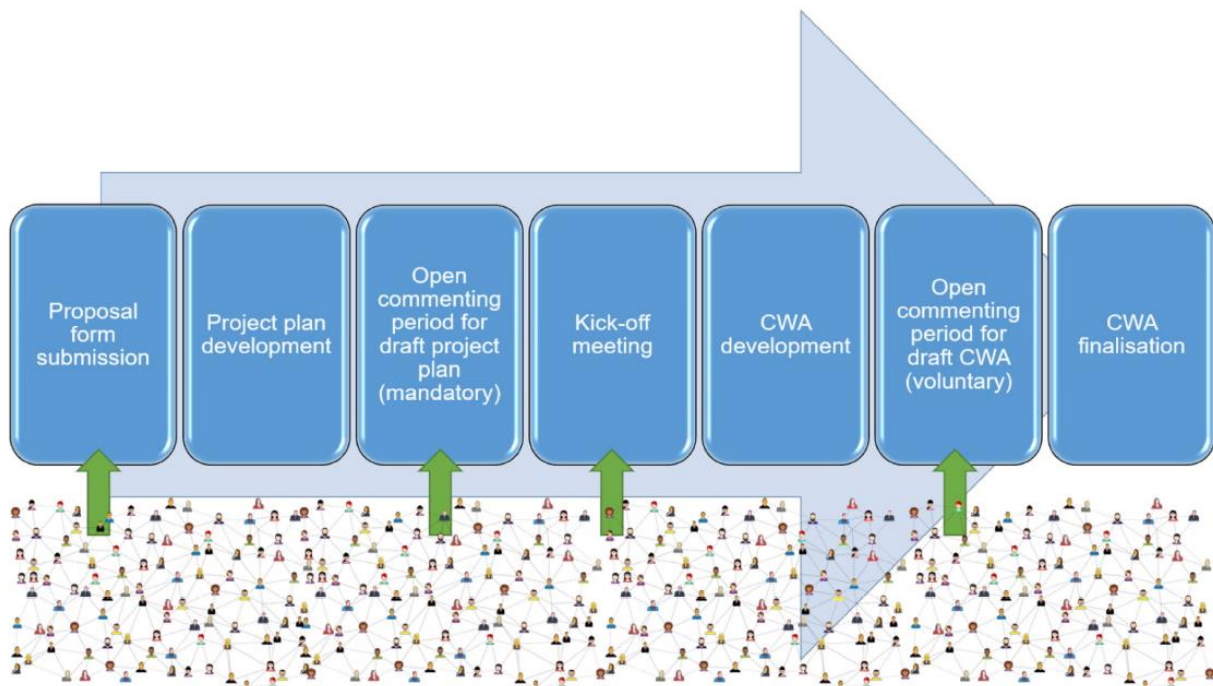 Proposal
form
submission
Project plan
development
Open
commenting
period for
draft project
plan
(mandatory)
Kick-off
meeting
CWA
development
Open
commenting
period for
draft CWA
(voluntary)
CWA
finalisation